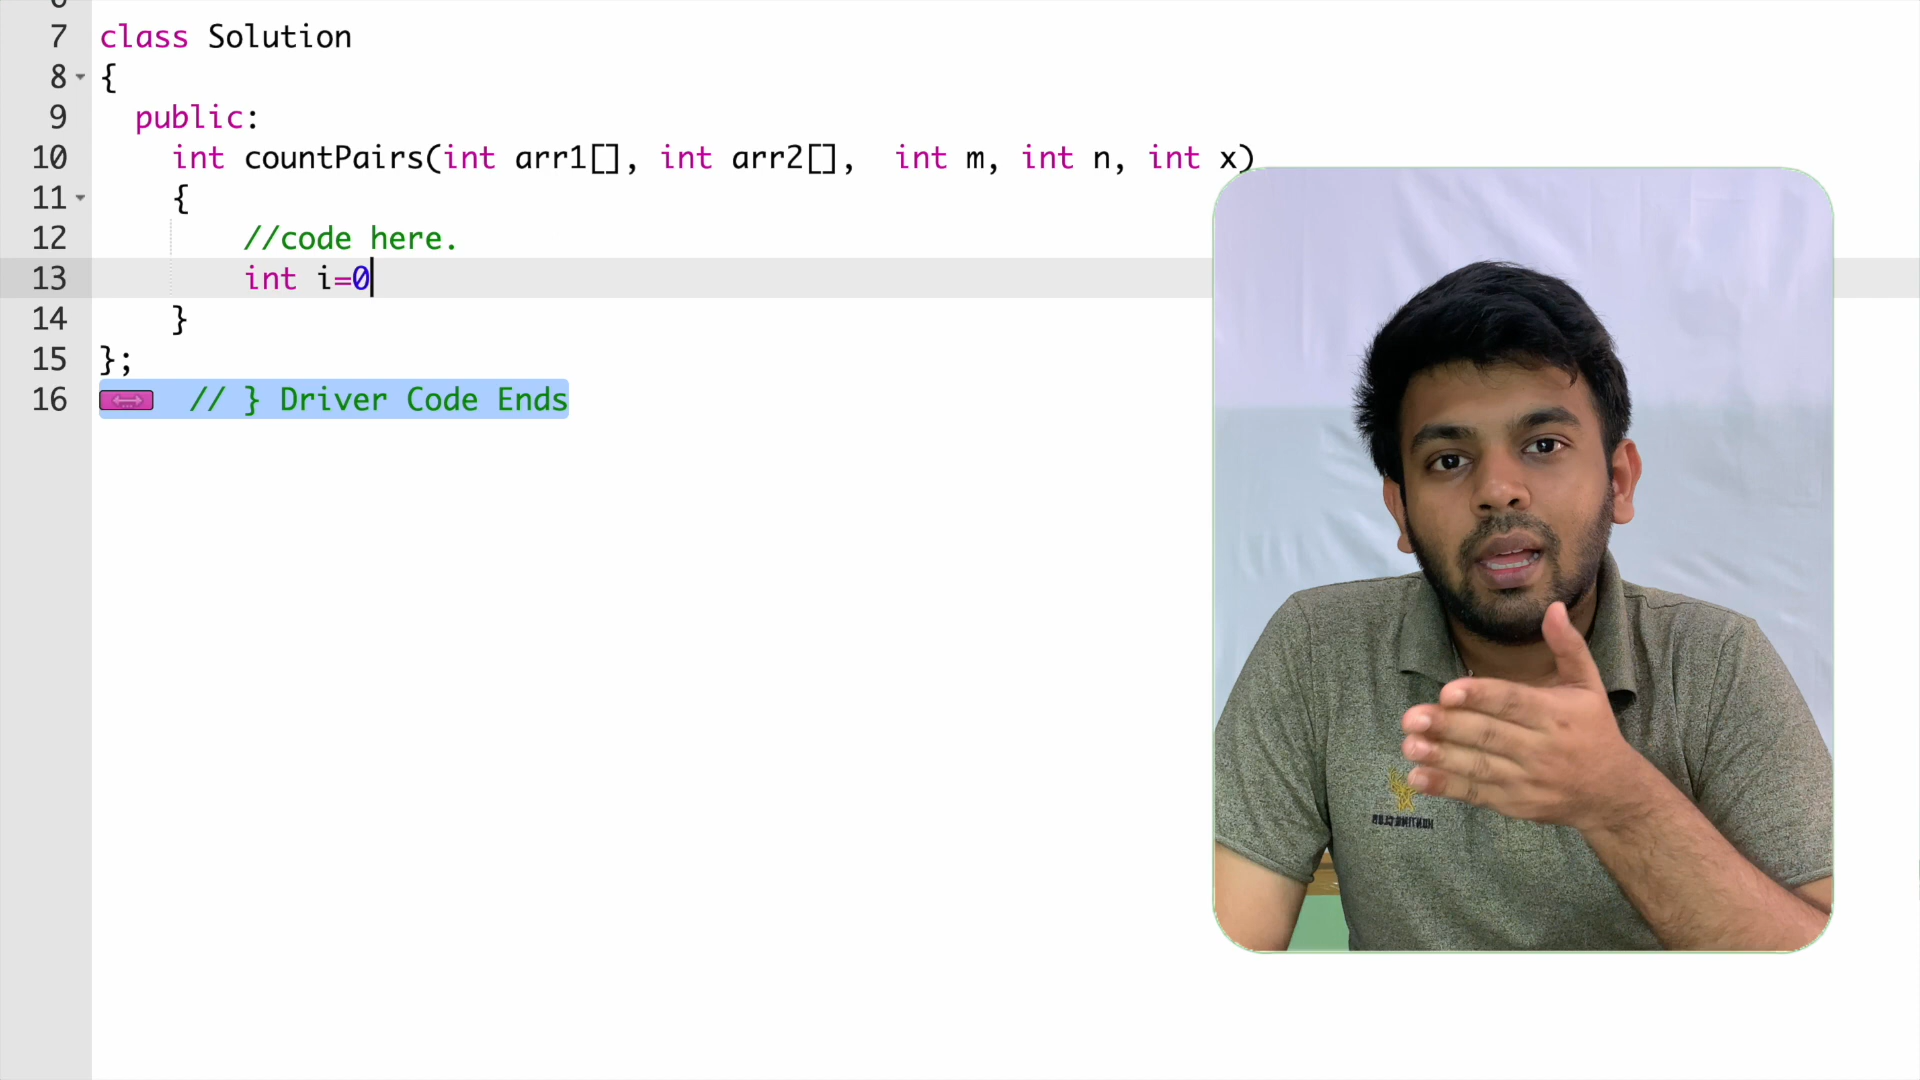 7 class Solution
8 {
9 public:
10 int countPairs(int arr1[], int arr2[],  int m, int n, int x)
11 {
12 //code here.
13 int i=0
14 }
15 };
16 // } Driver Code Ends